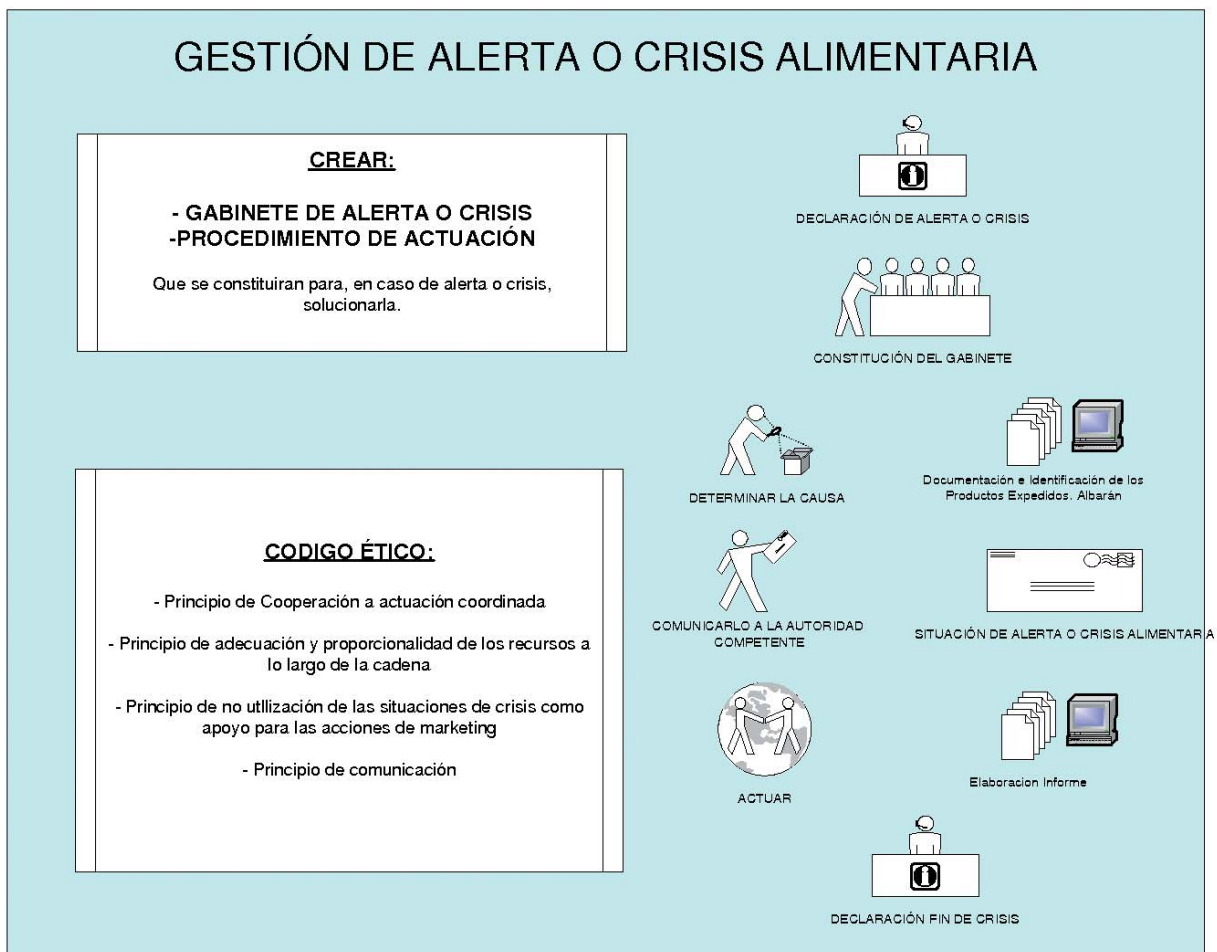 GESTIÓN DE ALERTA O CRISIS ALIMENTARIA
CREAR:
- GABINETE DE ALERTA O CRISIS
-PROCEDIMIENTO DE ACTUACIÓN
Que se constituiran para, en caso de alerta o crisis,
solucionarla.
CODIGO ÉTICO:
- Principio de Cooperación a actuación coordinada
- Principio de adecuación y proporcionalidad de los recursos a
lo largo de la cadena
- Principio de no utllización de las situaciones de crisis como
apoyo para las acciones de marketing
- Principio de comunicación
DECLARACIÓN DE ALERTA O CRISIS
CONSTITUCIÓN DEL GABINETE
DETERMINAR LA CAUSA
Documentación e Identificación de los
Productos Expedidos. Albarán
COMUNICARLO A LA AUTORIDAD
COMPETENTE
SITUACIÓN DE ALERTA O CRISIS ALIMENTARIA
ACTUAR
Elaboracion Informe
DECLARACIÓN FIN DE CRISIS